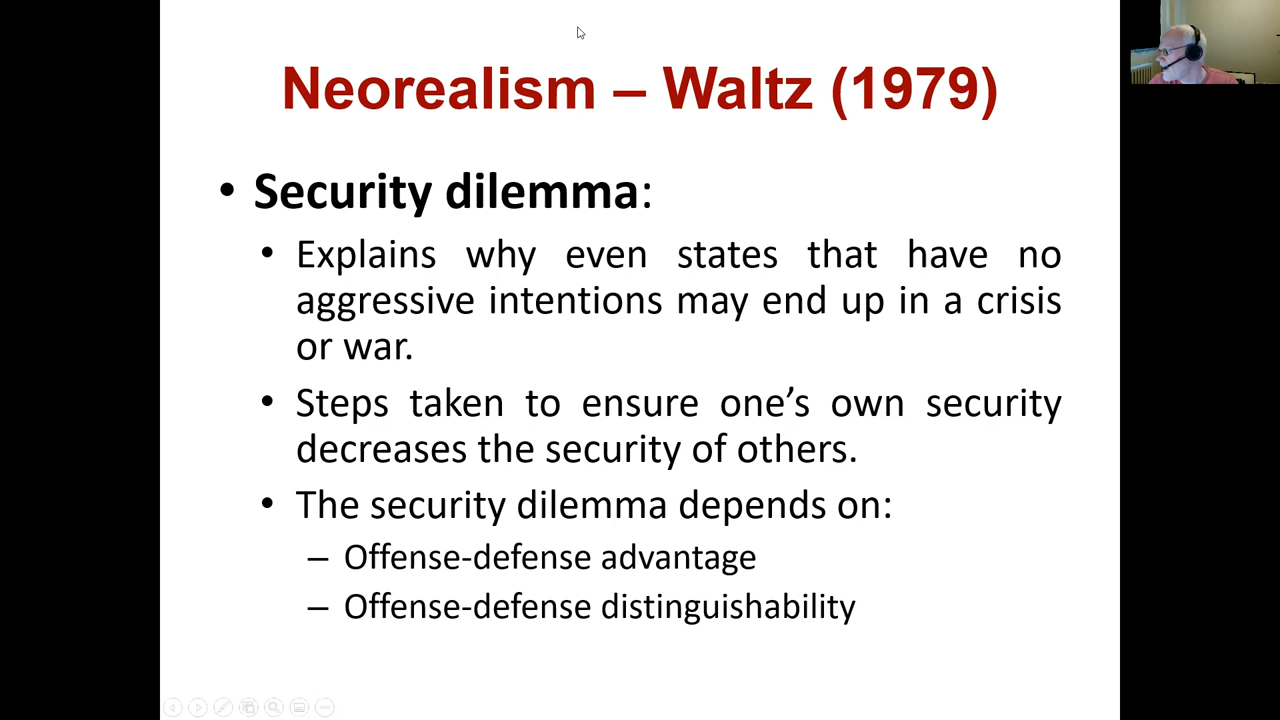 Neorealism – Waltz (1979)
• Security dilemma:
• Explains why even states that have no
aggressive intentions may end up in a crisis
or war.
• Steps taken to ensure one’s own security
decreases the security of others.
• The security dilemma depends on:
– Offense-defense advantage
– Offense-defense distinguishability